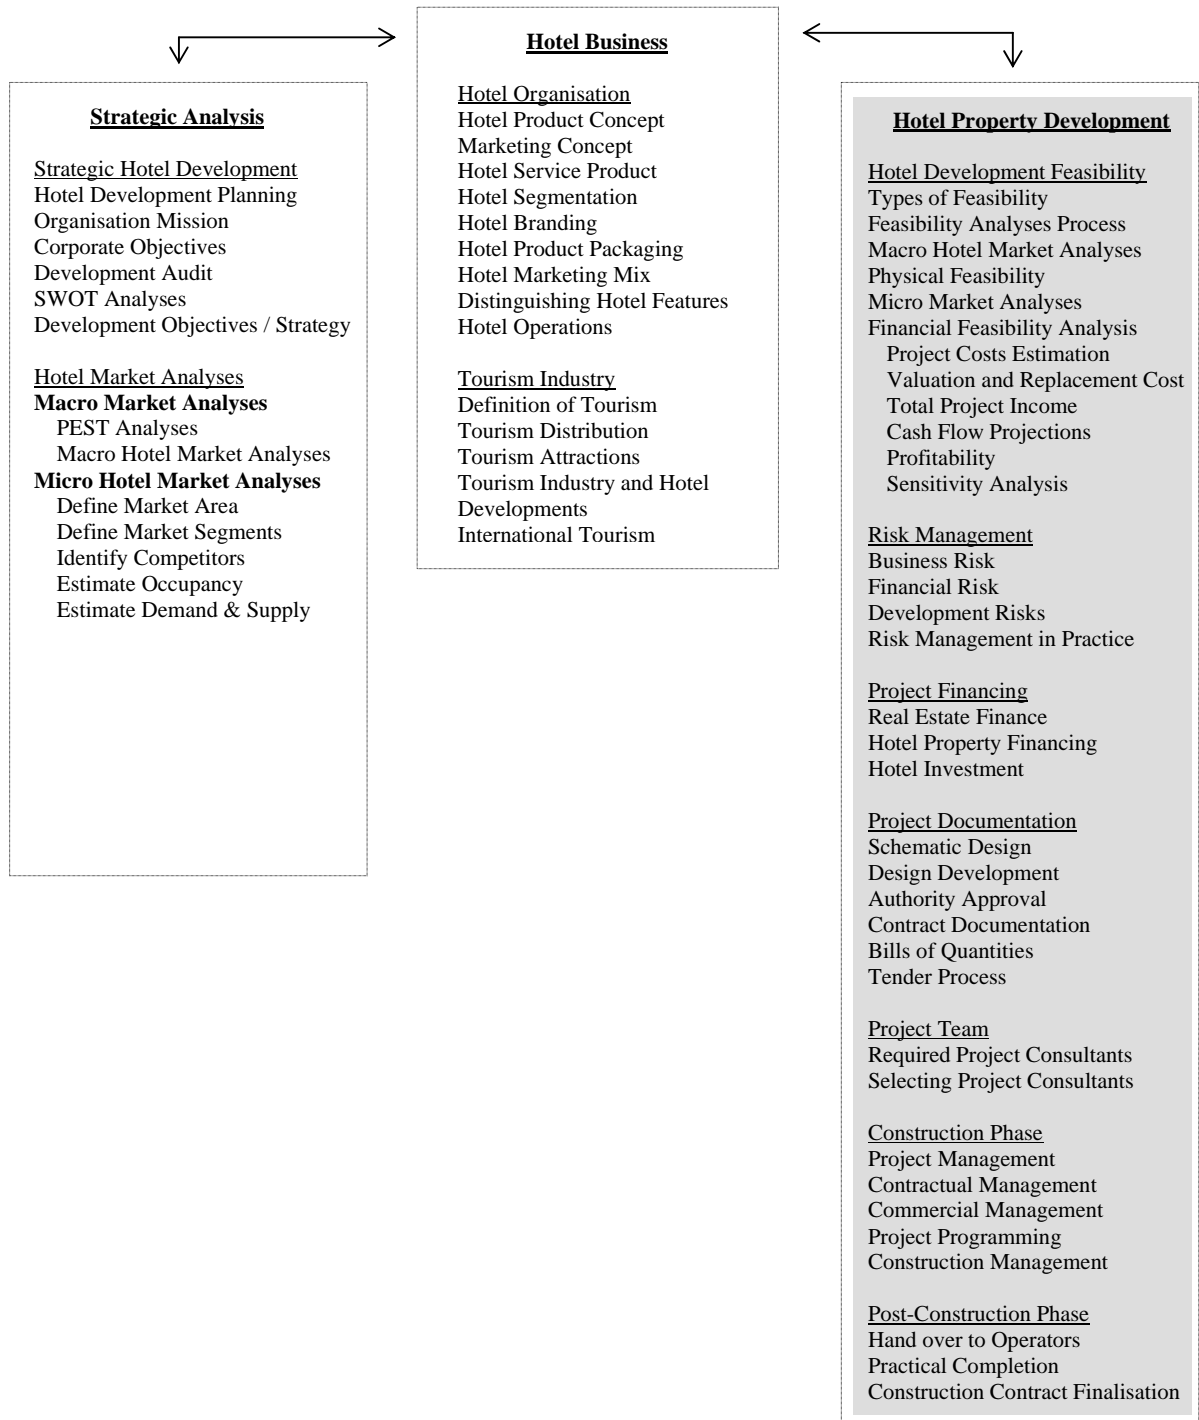 Hotel Business
Hotel Organisation
Hotel Product Concept
Marketing Concept
Hotel Service Product
Hotel Segmentation
Hotel Branding
Hotel Product Packaging
Hotel Marketing Mix
Distinguishing Hotel Features
Hotel Operations
Tourism Industry
Definition of Tourism
Tourism Distribution
Tourism Attractions
Tourism Industry and Hotel
Developments
International Tourism
Strategic Analysis
Strategic Hotel Development
Hotel Development Planning
Organisation Mission
Corporate Objectives
Development Audit
SWOT Analyses
Development Objectives / Strategy
Hotel Market Analyses
Macro Market Analyses
PEST Analyses
Macro Hotel Market Analyses
Micro Hotel Market Analyses
Define Market Area
Define Market Segments
Identify Competitors
Estimate Occupancy
Estimate Demand & Supply
Hotel Property Development
Hotel Development Feasibility
Types of Feasibility
Feasibility Analyses Process
Macro Hotel Market Analyses
Physical Feasibility
Micro Market Analyses
Financial Feasibility Analysis
Project Costs Estimation
Valuation and Replacement Cost
Total Project Income
Cash Flow Projections
Profitability
Sensitivity Analysis
Risk Management
Business Risk
Financial Risk
Development Risks
Risk Management in Practice
Project Financing
Real Estate Finance
Hotel Property Financing
Hotel Investment
Project Documentation
Schematic Design
Design Development
Authority Approval
Contract Documentation
Bills of Quantities
Tender Process
Project Team
Required Project Consultants
Selecting Project Consultants
Construction Phase
Project Management
Contractual Management
Commercial Management
Project Programming
Construction Management
Post-Construction Phase
Hand over to Operators
Practical Completion
Construction Contract Finalisation